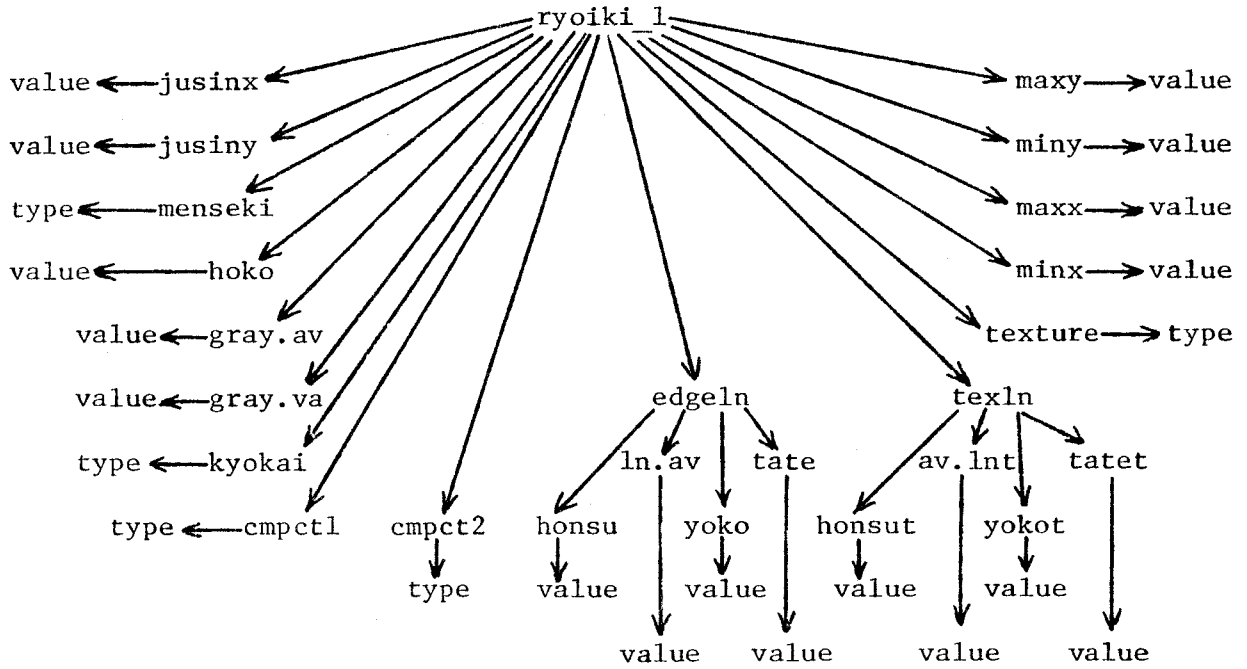 ryoiki_1
value jusinx maxy value
value jusiny miny value
type menseki maxx value
value hoko minx value
value gray.av texture type
value gray.va edgeln texln
type kyokai ln.av tate av.lnt tatet
type cmpct1 cmpct2 honsu yoko honsut yokot
type value value value value
value value value value